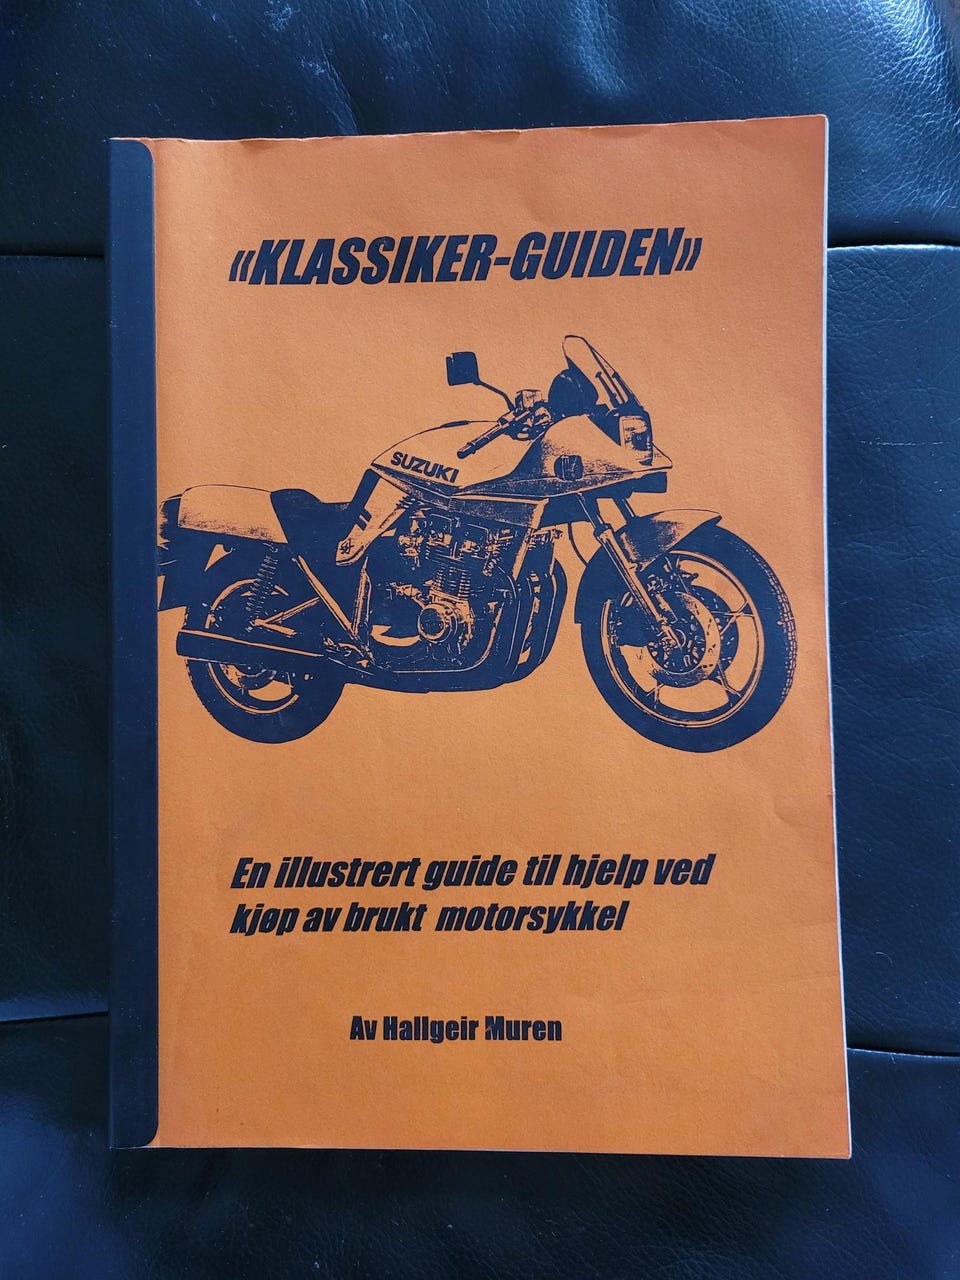 «KLASSIKER-GUIDEN»
SUZUKI
En illustrert guide til hjelp ved
kjøp av brukt motorsykkel
Av Hallgeir Muren